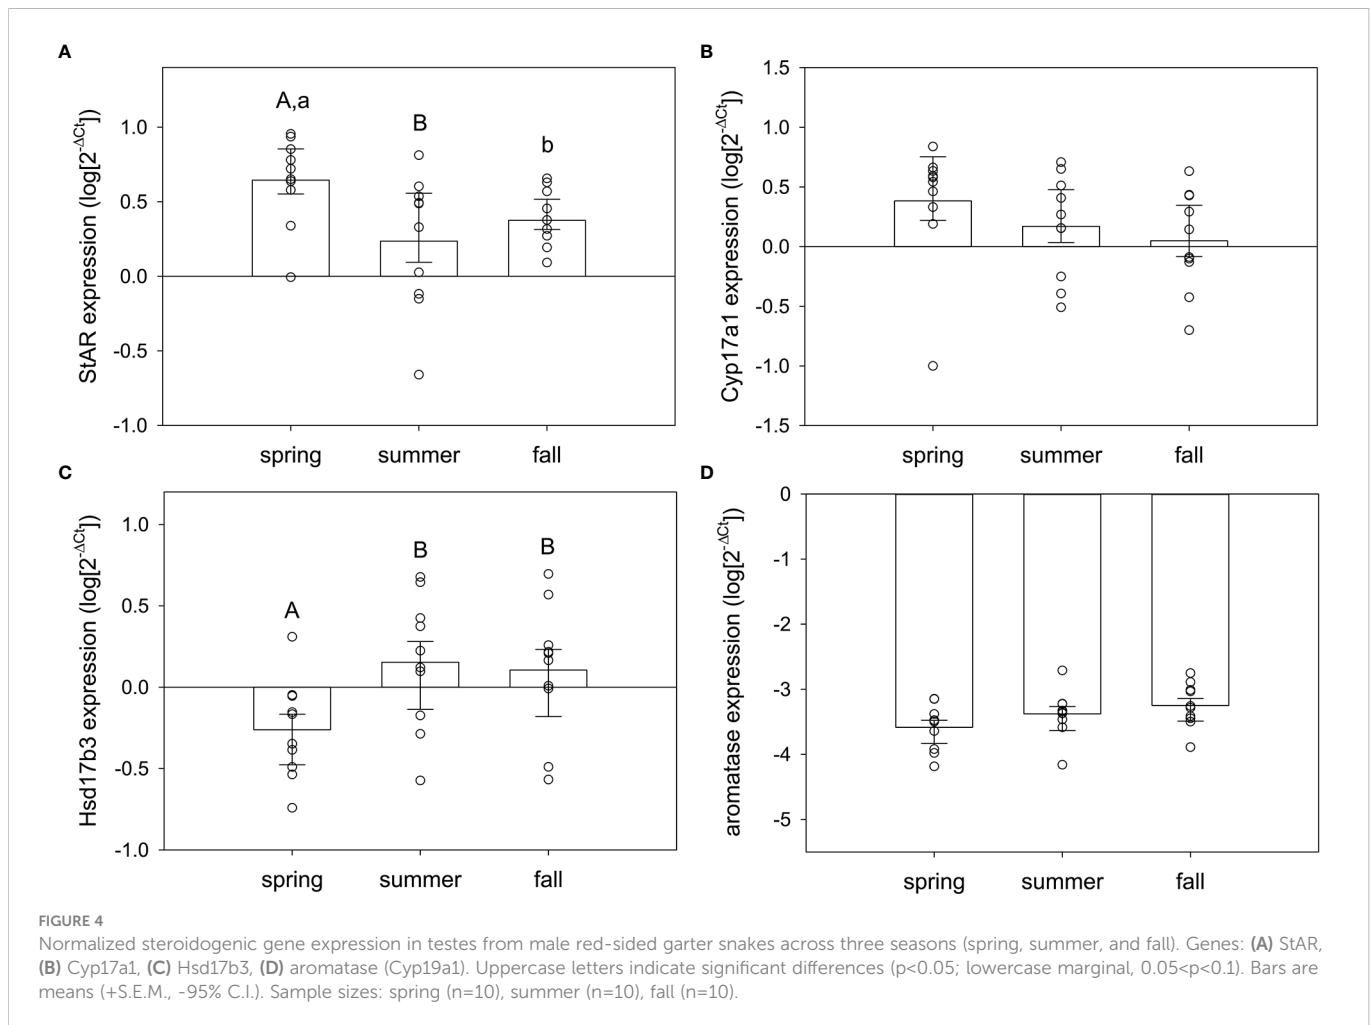 A
StAR expression (log[2^-ΔCt])
1.0
0.5
0.0
-0.5
-1.0
A,a
B
b
spring summer fall
B
Cyp17a1 expression (log[2^-ΔCt])
1.5
1.0
0.5
0.0
-0.5
-1.0
-1.5
spring summer fall
C
Hsd17b3 expression (log[2^-ΔCt])
1.0
0.5
0.0
-0.5
-1.0
A
B
B
spring summer fall
D
aromatase expression (log[2^-ΔCt])
0
-1
-2
-3
-4
-5
spring summer fall
FIGURE 4
Normalized steroidogenic gene expression in testes from male red-sided garter snakes across three seasons (spring, summer, and fall). Genes: (A) StAR,
(B) Cyp17a1, (C) Hsd17b3, (D) aromatase (Cyp19a1). Uppercase letters indicate significant differences (p<0.05; lowercase marginal, 0.05<p<0.1). Bars are
means (+S.E.M., -95% C.I.). Sample sizes: spring (n=10), summer (n=10), fall (n=10).